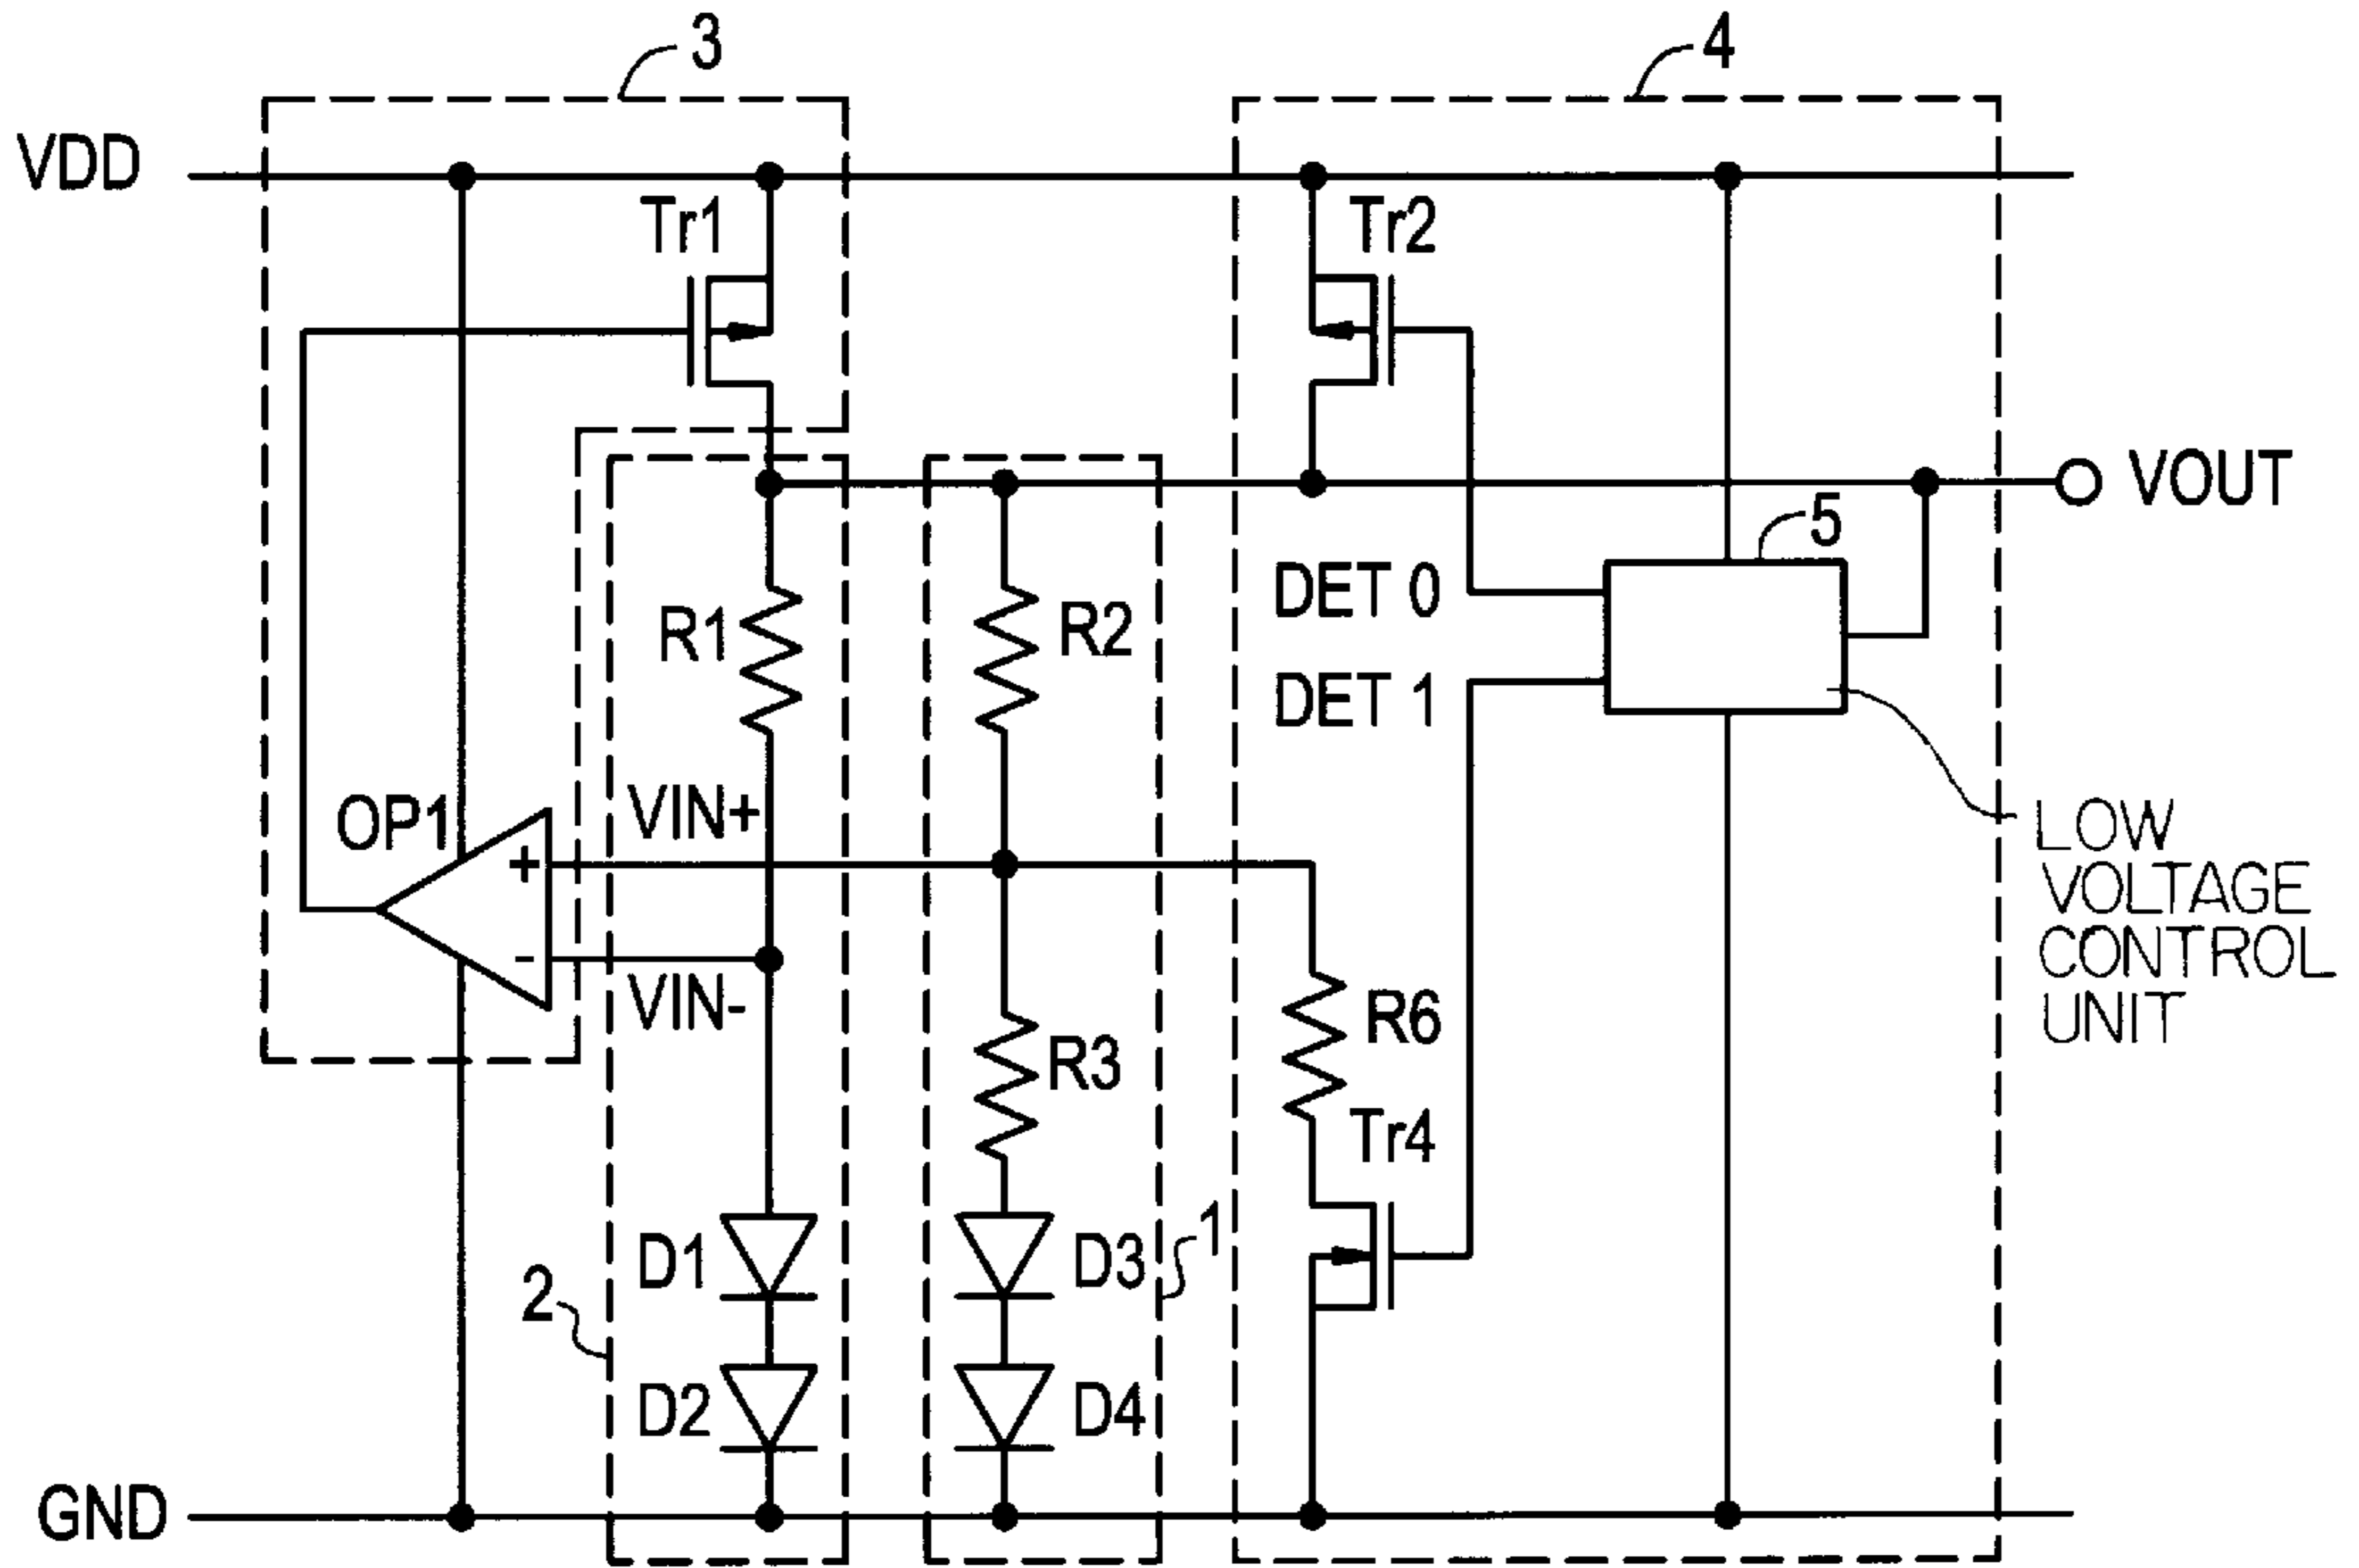 3
4
VDD
Tr1
Tr2
VOUT
5
DET 0
R1
R2
DET 1
VIN+
OP1
+
-
VIN-
LOW
VOLTAGE
CONTROL
UNIT
R6
R3
Tr4
1
D1
D3
2
D2
D4
GND